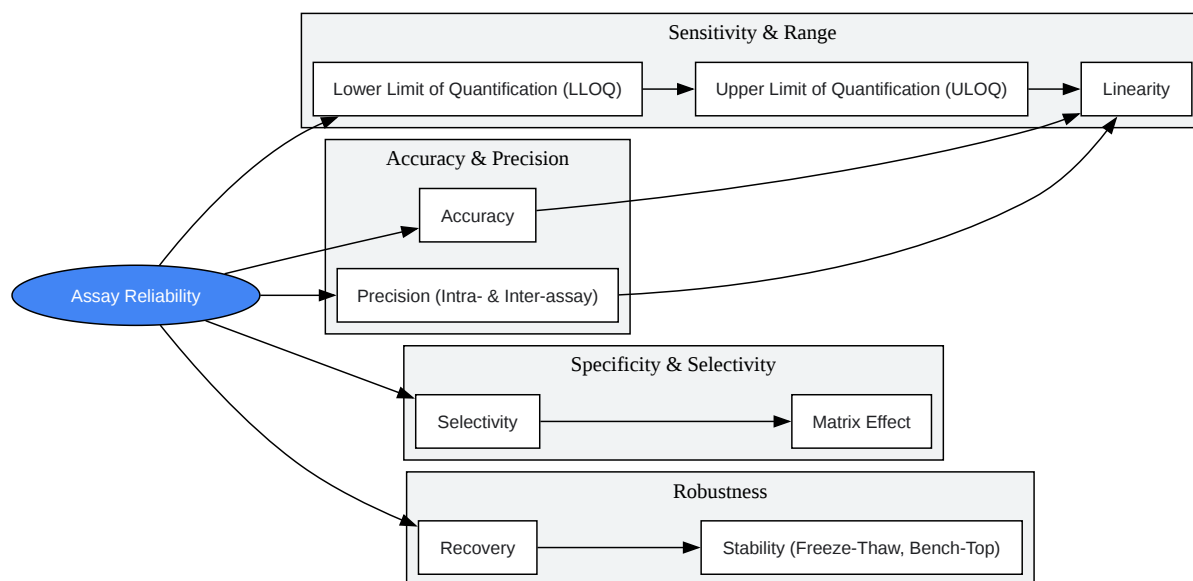 Sensitivity & Range
Lower Limit of Quantification (LLOQ)
Upper Limit of Quantification (ULOQ)
Linearity
Accuracy & Precision
Accuracy
Precision (Intra- & Inter-assay)
Assay Reliability
Specificity & Selectivity
Selectivity
Matrix Effect
Robustness
Recovery
Stability (Freeze-Thaw, Bench-Top)